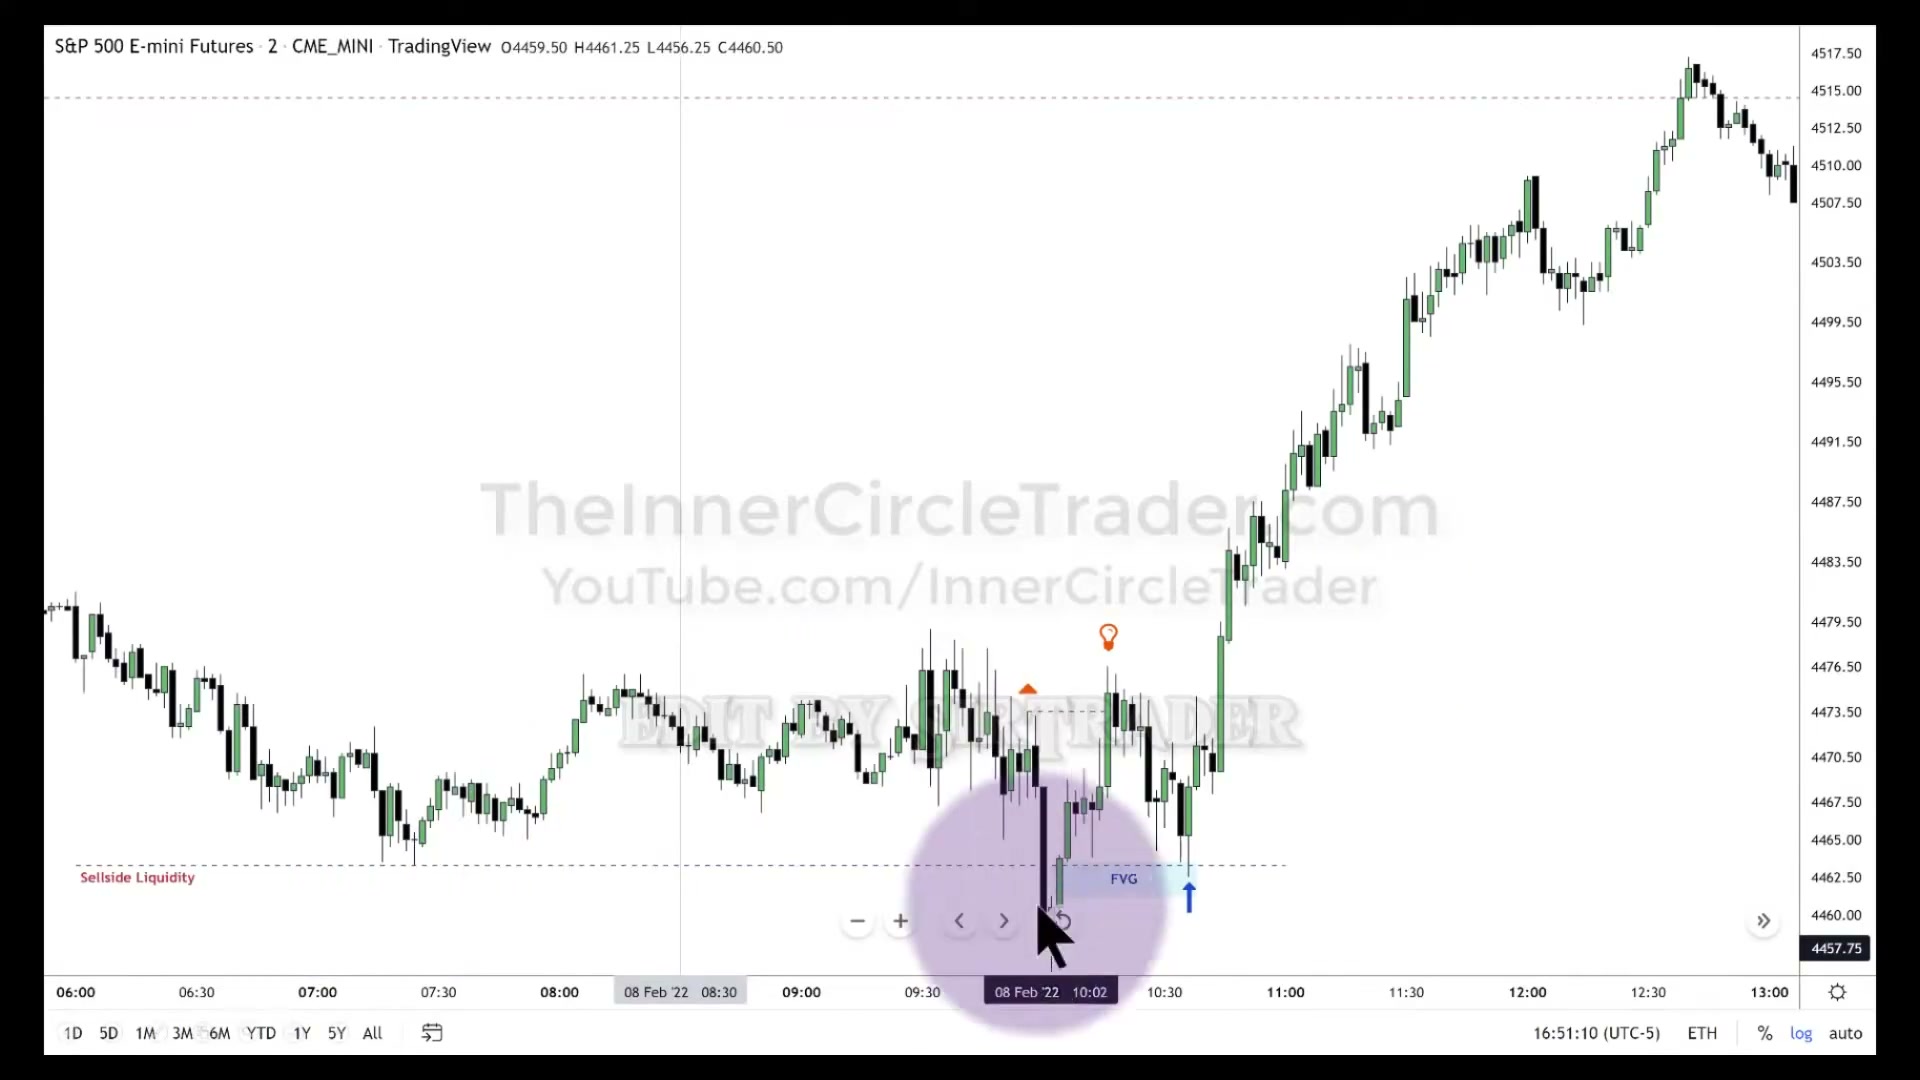 S&P 500 E-mini Futures · 2 · CME_MINI · TradingView O4459.50 H4461.25 L4456.25 C4460.50
4517.50
4515.00
4512.50
4510.00
4507.50
4503.50
4499.50
4495.50
4491.50
4487.50
4483.50
4479.50
4476.50
4473.50
4470.50
4467.50
4465.00
4462.50
4460.00
4457.75
TheInnerCircleTrader.com
YouTube.com/InnerCircleTrader
Sellside Liquidity
FVG
06:00 06:30 07:00 07:30 08:00 08 Feb '22 08:30 09:00 09:30 08 Feb '22 10:02 10:30 11:00 11:30 12:00 12:30 13:00
1D 5D 1M 3M 6M YTD 1Y 5Y All 16:51:10 (UTC-5) ETH % log auto